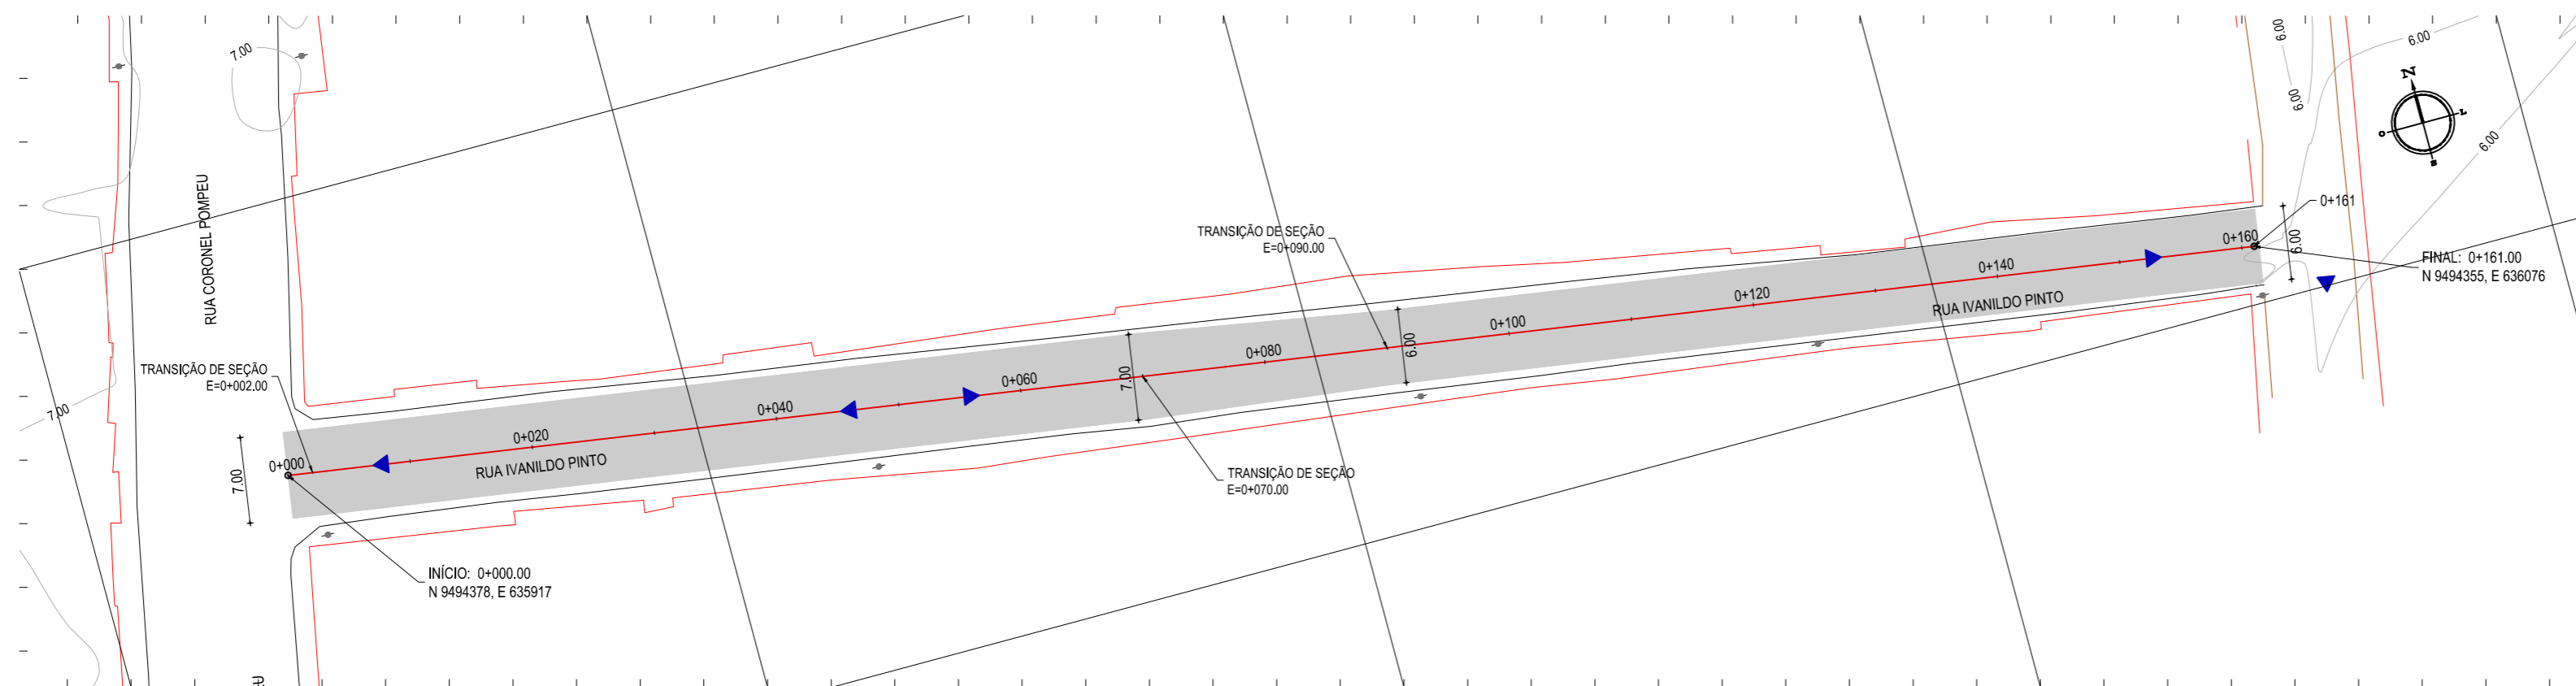 7.00
RUA CORONEL POMPEU
TRANSIÇÃO DE SEÇÃO
E=0+002.00
7.00
7.00
0+000
0+020
RUA IVANILDO PINTO
INÍCIO: 0+000.00
N 9494378, E 635917
0+040
0+060
7.00
0+080
TRANSIÇÃO DE SEÇÃO
E=0+070.00
TRANSIÇÃO DE SEÇÃO
E=0+090.00
6.00
0+100
0+120
0+140
RUA IVANILDO PINTO
0+160
0+161
6.00
FINAL: 0+161.00
N 9494355, E 636076
6.00
6.00
6.00
6.00
N
O
L
S